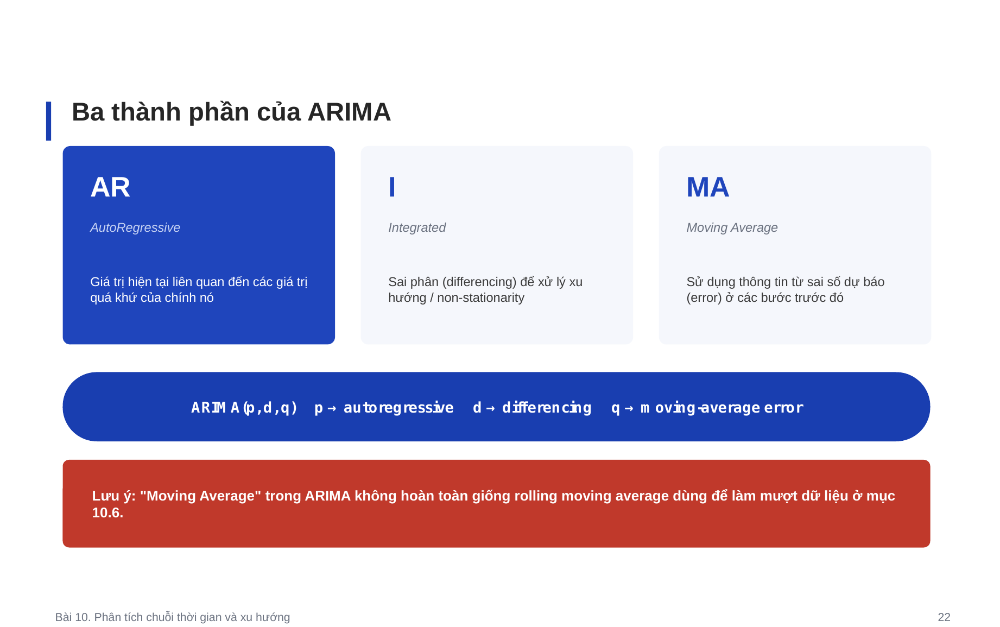 Ba thành phần của ARIMA
AR
AutoRegressive
Giá trị hiện tại liên quan đến các giá trị
quá khứ của chính nó
I
Integrated
Sai phân (differencing) để xử lý xu
hướng / non-stationarity
MA
Moving Average
Sử dụng thông tin từ sai số dự báo
(error) ở các bước trước đó
ARIMA(p,d,q) p → autoregressive d → differencing q → moving-average error
Lưu ý: "Moving Average" trong ARIMA không hoàn toàn giống rolling moving average dùng để làm mượt dữ liệu ở mục
10.6.
Bài 10. Phân tích chuỗi thời gian và xu hướng
22